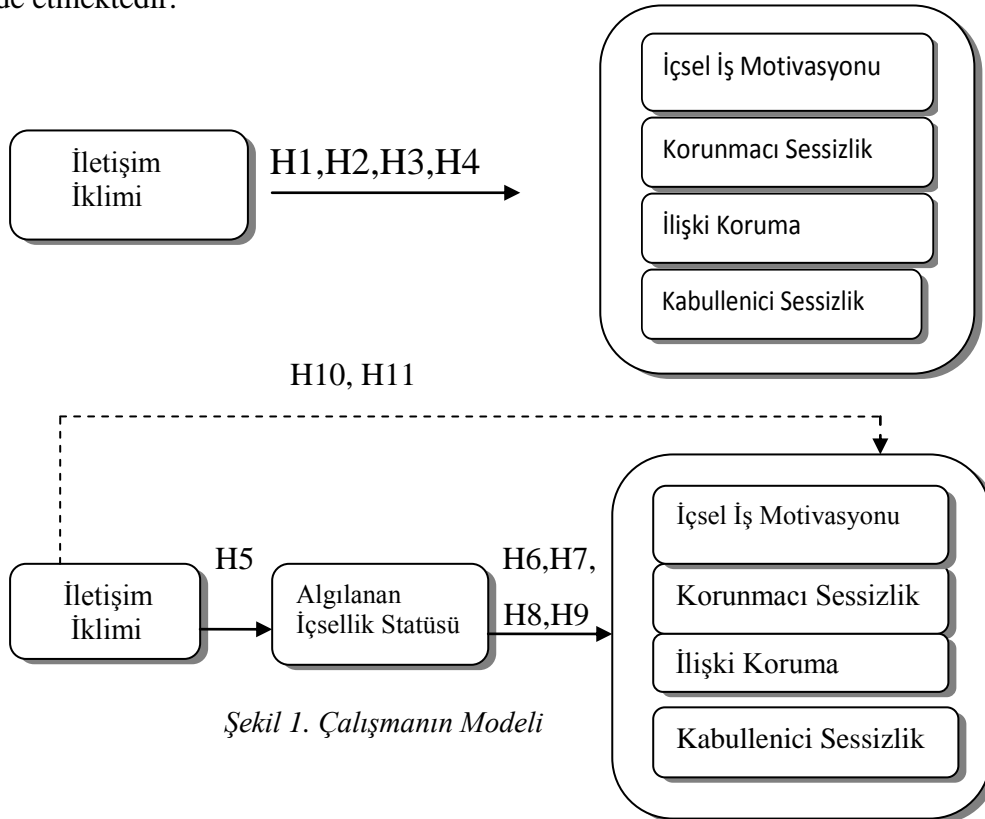 etmektedir.
İletişim
İklimi
H1,H2,H3,H4
İçsel İş Motivasyonu
Korunmacı Sessizlik
İlişki Koruma
Kabullenici Sessizlik
H10, H11
İletişim
İklimi
H5
Algılanan
İçsellik Statüsü
H6,H7,
H8,H9
İçsel İş Motivasyonu
Korunmacı Sessizlik
İlişki Koruma
Kabullenici Sessizlik
Şekil 1. Çalışmanın Modeli